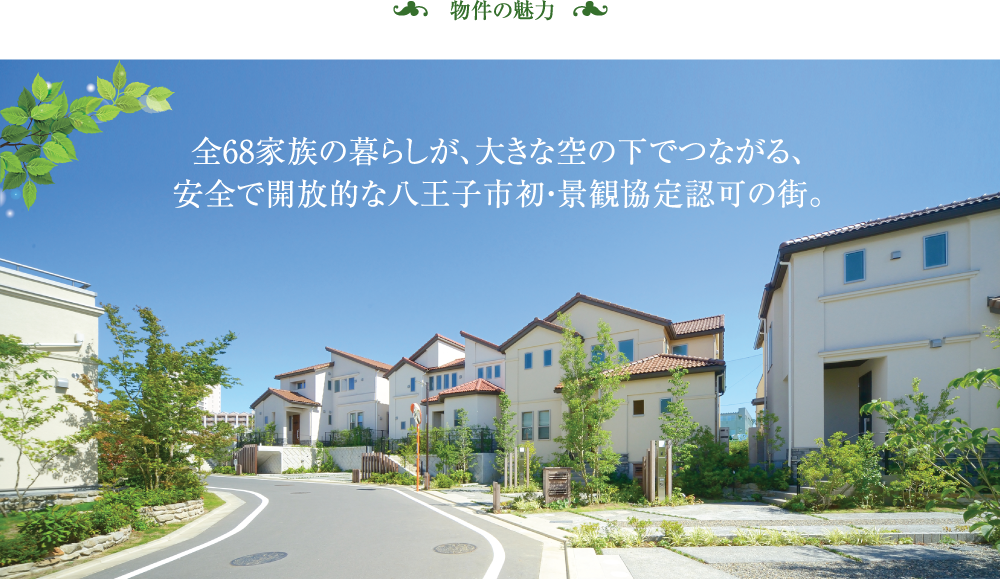 物件の魅力
全68家族の暮らしが、大きな空の下でつながる、
安全で開放的な八王子市初・景観協定認可の街。